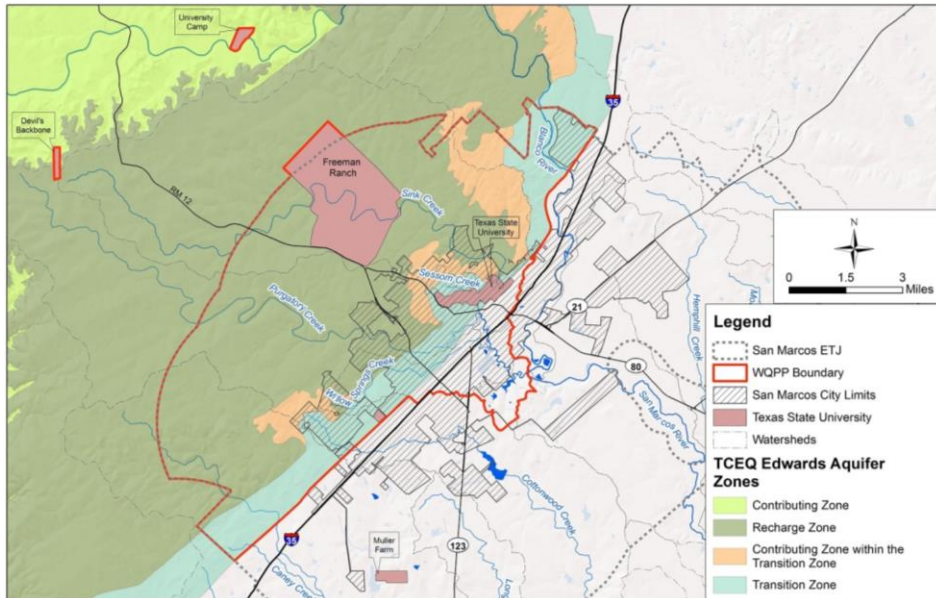 University
Camp
Devil's
Backbone
RM 12
Freeman
Ranch
Sink Creek
Blanco
River
35
Texas State
University
Sessom Creek
Purgatory Creek
Willow
Springs Creek
21
80
Hemphill Creek
San Marcos
River
Cottonwood Creek
123
Muller
Farm
35
Caney Creek
N
0 1.5 3
Miles
Legend
San Marcos ETJ
WQPP Boundary
San Marcos City Limits
Texas State University
Watersheds
TCEQ Edwards Aquifer
Zones
Contributing Zone
Recharge Zone
Contributing Zone within the
Transition Zone
Transition Zone